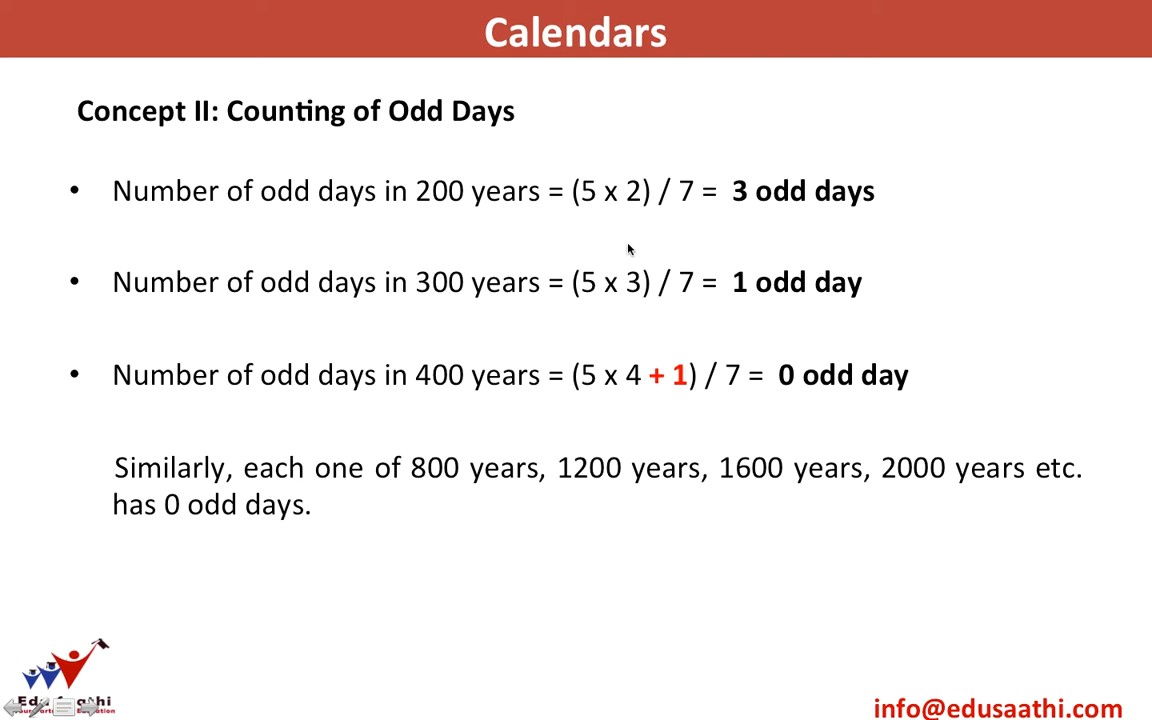 Calendars
Concept II: Counting of Odd Days
• Number of odd days in 200 years = (5 x 2) / 7 = 3 odd days
• Number of odd days in 300 years = (5 x 3) / 7 = 1 odd day
• Number of odd days in 400 years = (5 x 4 + 1) / 7 = 0 odd day
Similarly, each one of 800 years, 1200 years, 1600 years, 2000 years etc.
has 0 odd days.
info@edusaathi.com